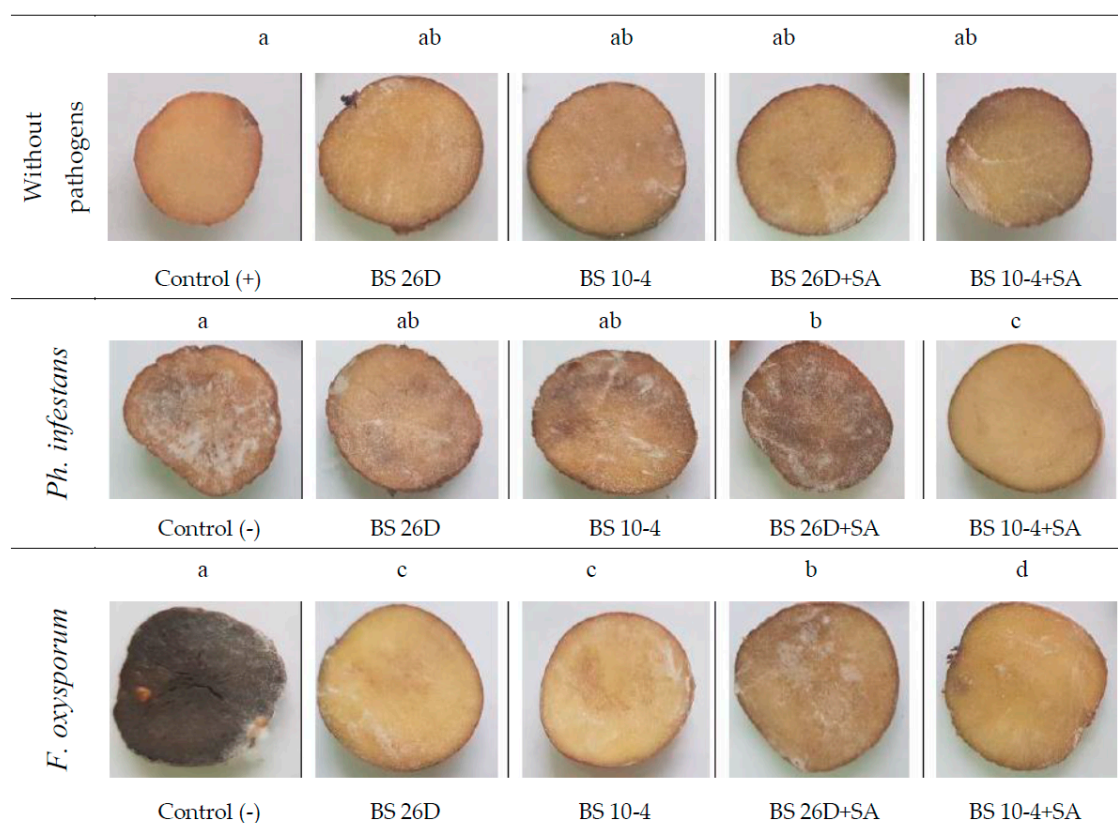 a ab ab ab ab
Without
pathogens
Control (+) BS 26D BS 10-4 BS 26D+SA BS 10-4+SA
a ab ab b c
Ph. infestans
Control (-) BS 26D BS 10-4 BS 26D+SA BS 10-4+SA
a c c b d
F. oxysporum
Control (-) BS 26D BS 10-4 BS 26D+SA BS 10-4+SA